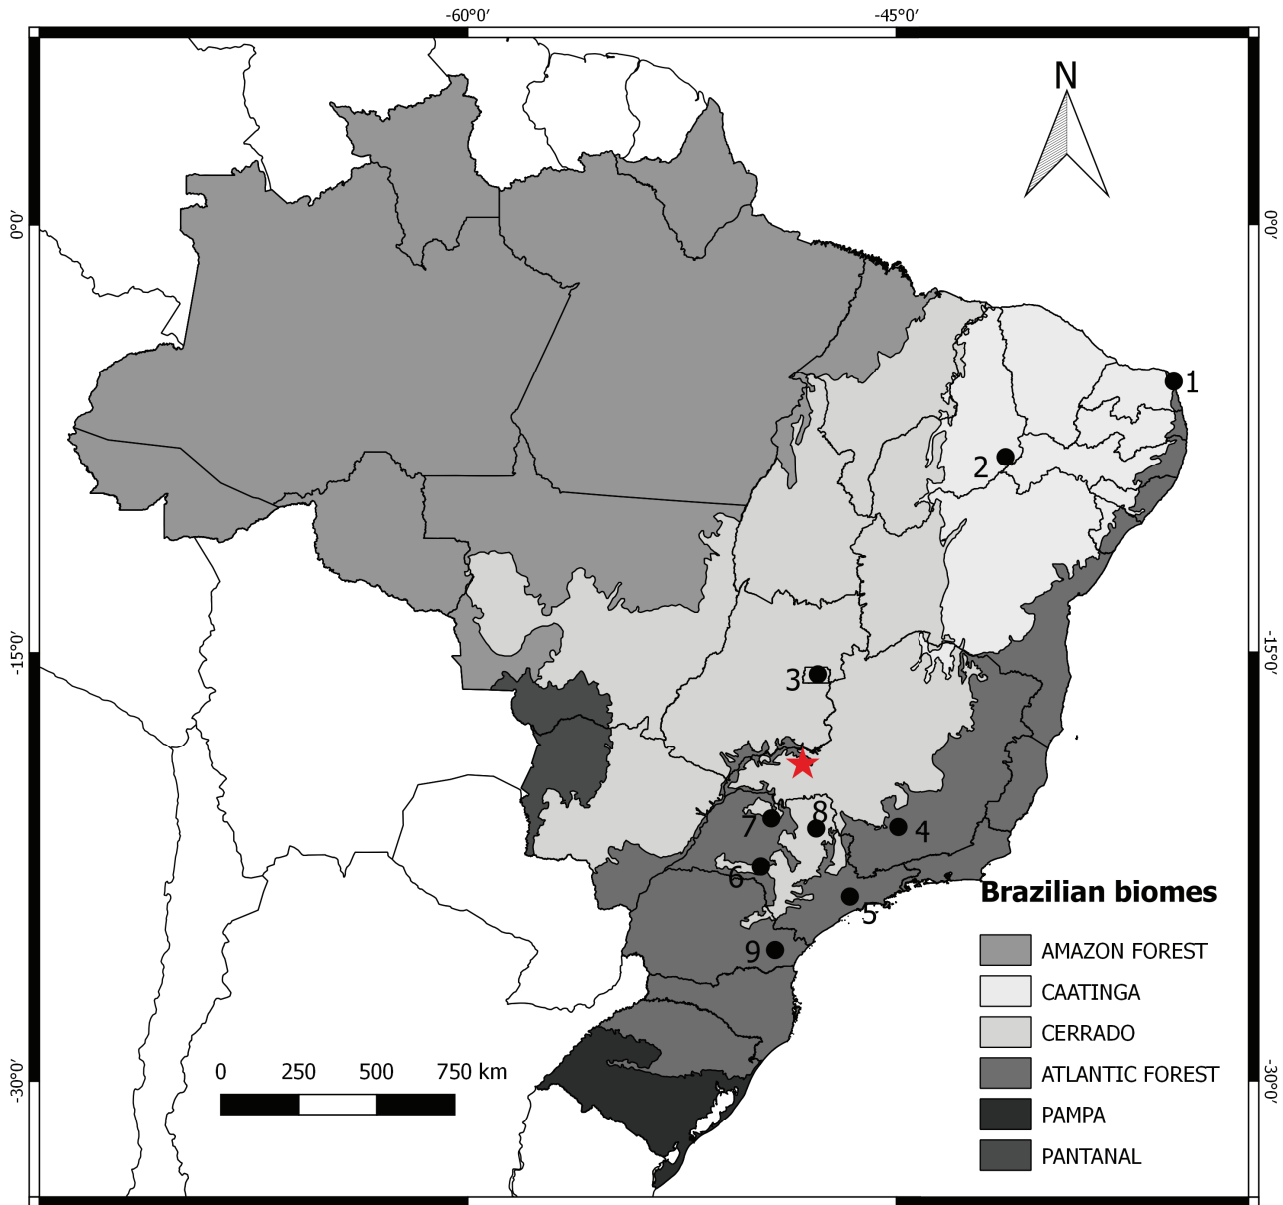 -60°0′
-45°0′
N
0°0′
0°0′
1
2
-15°0′
-15°0′
3
8
7
4
6
5
9
Brazilian biomes
AMAZON FOREST
CAATINGA
CERRADO
ATLANTIC FOREST
PAMPA
PANTANAL
0 250 500 750 km
-30°0′
-30°0′